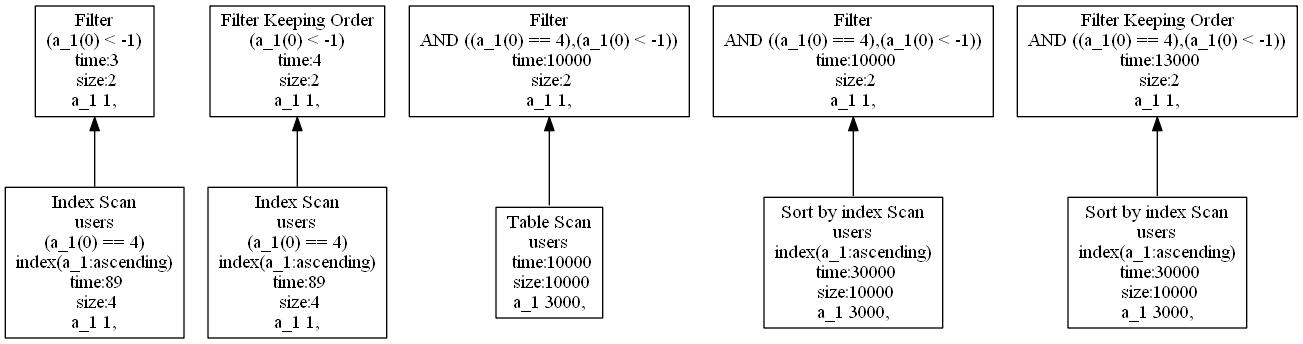 Filter
(a_1(0) < -1)
time:3
size:2
a_1 1,
Filter Keeping Order
(a_1(0) < -1)
time:4
size:2
a_1 1,
Filter
AND ((a_1(0) == 4),(a_1(0) < -1))
time:10000
size:2
a_1 1,
Filter
AND ((a_1(0) == 4),(a_1(0) < -1))
time:10000
size:2
a_1 1,
Filter Keeping Order
AND ((a_1(0) == 4),(a_1(0) < -1))
time:13000
size:2
a_1 1,
Index Scan
users
(a_1(0) == 4)
index(a_1:ascending)
time:89
size:4
a_1 1,
Index Scan
users
(a_1(0) == 4)
index(a_1:ascending)
time:89
size:4
a_1 1,
Table Scan
users
time:10000
size:10000
a_1 3000,
Sort by index Scan
users
index(a_1:ascending)
time:30000
size:10000
a_1 3000,
Sort by index Scan
users
index(a_1:ascending)
time:30000
size:10000
a_1 3000,